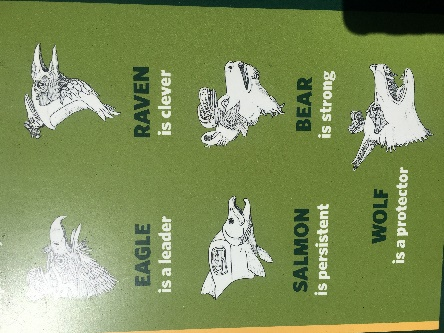 EAGLE
is a leader
RAVEN
is clever
SALMON
is persistent
BEAR
is strong
WOLF
is a protector